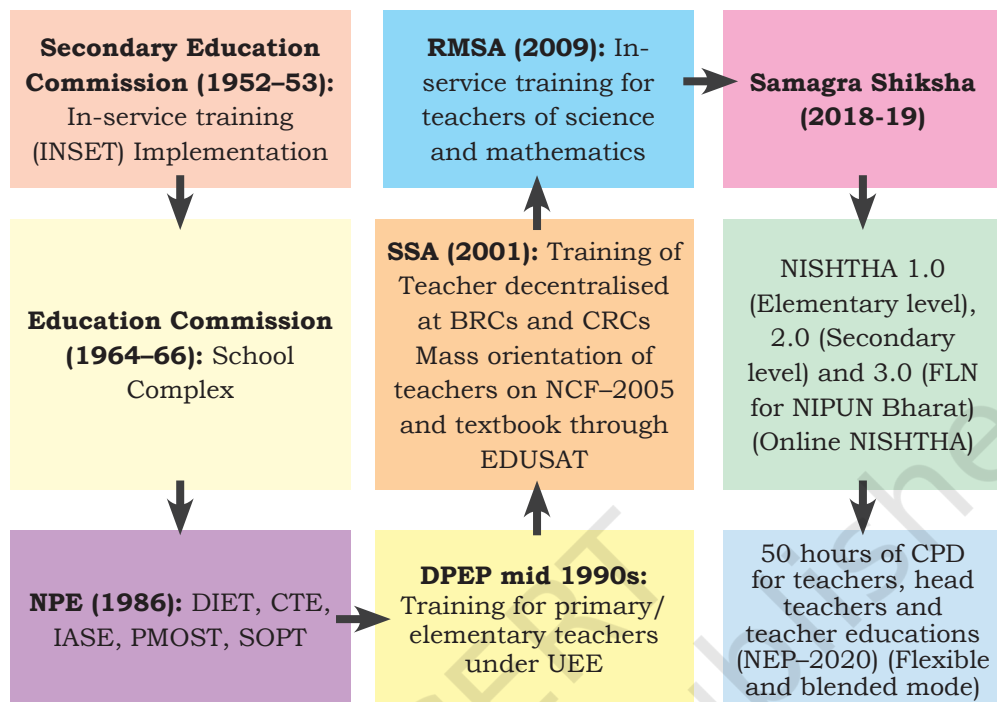 Secondary Education
Commission (1952–53):
In-service training
(INSET) Implementation
Education Commission
(1964–66): School
Complex
NPE (1986): DIET, CTE,
IASE, PMOST, SOPT
DPEP mid 1990s:
Training for primary/
elementary teachers
under UEE
SSA (2001): Training of
Teacher decentralised
at BRCs and CRCs
Mass orientation of
teachers on NCF–2005
and textbook through
EDUSAT
RMSA (2009): In-
service training for
teachers of science
and mathematics
Samagra Shiksha
(2018-19)
NISHTHA 1.0
(Elementary level),
2.0 (Secondary
level) and 3.0 (FLN
for NIPUN Bharat)
(Online NISHTHA)
50 hours of CPD
for teachers, head
teachers and
teacher educations
(NEP–2020) (Flexible
and blended mode)